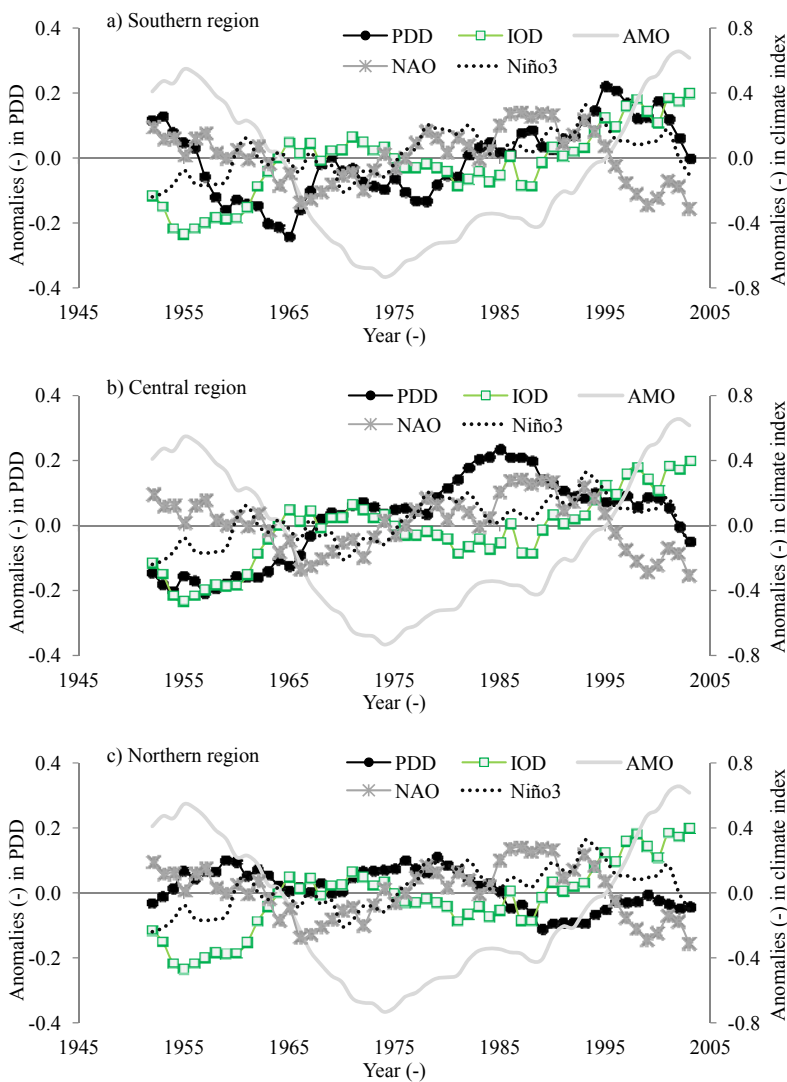 a) Southern region
PDD IOD AMO
NAO Niño3
0.4 0.8
0.2 0.4
0.0 0.0
-0.2 -0.4
-0.4 -0.8
Anomalies (-) in PDD
Anomalies (-) in climate index
1945 1955 1965 1975 1985 1995 2005
Year (-)
b) Central region
PDD IOD AMO
NAO Niño3
0.4 0.8
0.2 0.4
0.0 0.0
-0.2 -0.4
-0.4 -0.8
Anomalies (-) in PDD
Anomalies (-) in climate index
1945 1955 1965 1975 1985 1995 2005
Year (-)
c) Northern region
PDD IOD AMO
NAO Niño3
0.4 0.8
0.2 0.4
0.0 0.0
-0.2 -0.4
-0.4 -0.8
Anomalies (-) in PDD
Anomalies (-) in climate index
1945 1955 1965 1975 1985 1995 2005
Year (-)